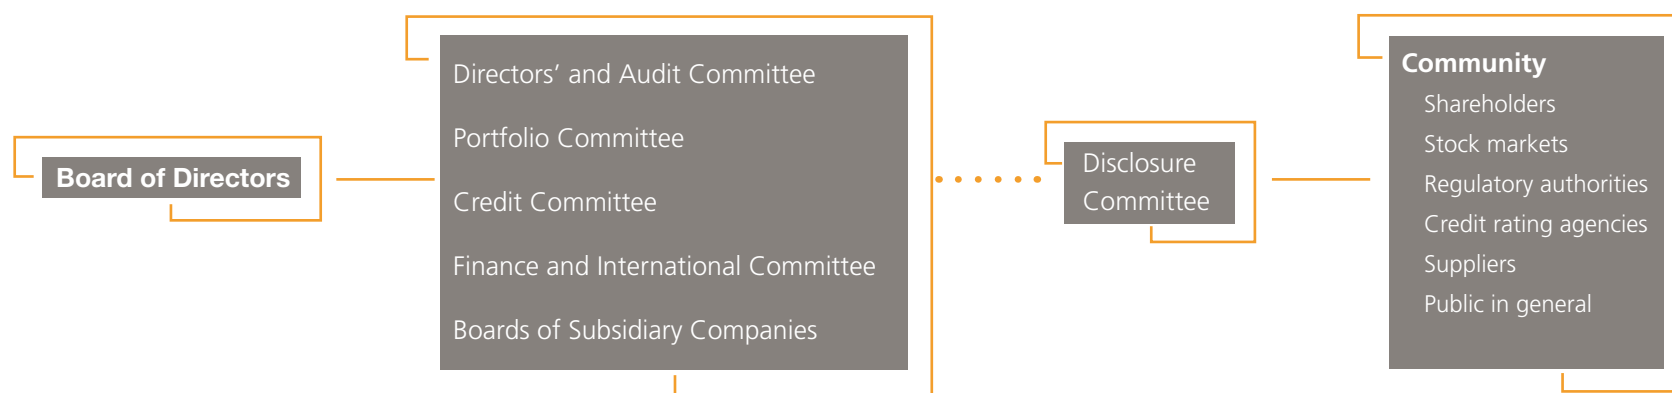 Board of Directors
Directors’ and Audit Committee
Portfolio Committee
Credit Committee
Finance and International Committee
Boards of Subsidiary Companies
Disclosure
Committee
Community
Shareholders
Stock markets
Regulatory authorities
Credit rating agencies
Suppliers
Public in general